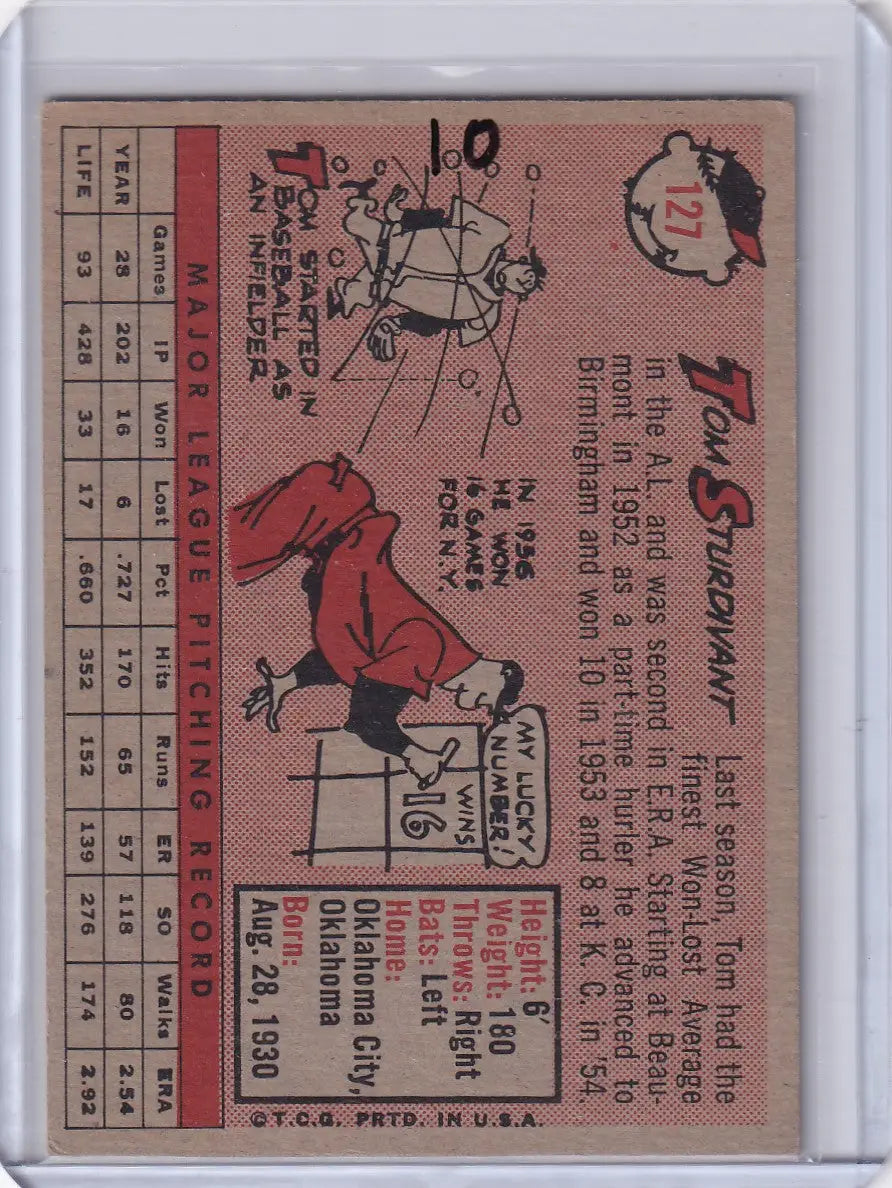 127
TOM STURDIVANT
Last season, Tom had the
finest Won-Lost Average
in the A.L. and was second in E.R.A. Starting at Beau-
mont in 1952 as a part-time hurler he advanced to
Birmingham and won 10 in 1953 and 8 at K. C. in '54.
10
TOM STARTED IN
BASEBALL AS
AN INFIELDER
IN 1956
HE WON
16 GAMES
FOR N.Y.
MY LUCKY
NUMBER!
WINS
16
Height: 6'
Weight: 180
Throws: Right
Bats: Left
Home:
Oklahoma City,
Oklahoma
Born:
Aug. 28, 1930
©T.C.G. PRTD. IN U.S.A.
MAJOR LEAGUE PITCHING RECORD
Games IP Won Lost Pct Hits Runs ER SO Walks ERA
YEAR 28 202 16 6 .727 170 65 57 118 80 2.54
LIFE 93 428 33 17 .660 352 152 139 276 174 2.92